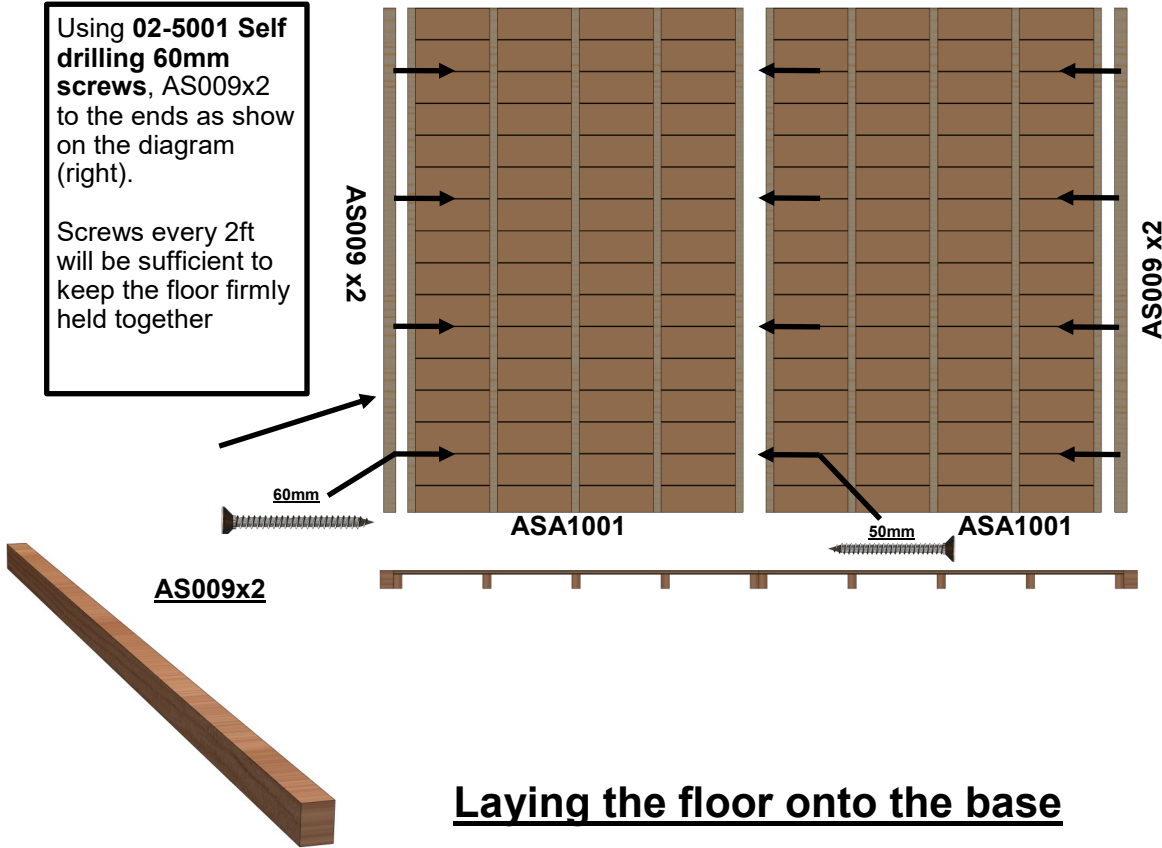 Using 02-5001 Self
drilling 60mm
screws, AS009x2
to the ends as show
on the diagram
(right).
Screws every 2ft
will be sufficient to
keep the floor firmly
held together
AS009 x2
AS009 x2
60mm
ASA1001
50mm
ASA1001
AS009x2
Laying the floor onto the base